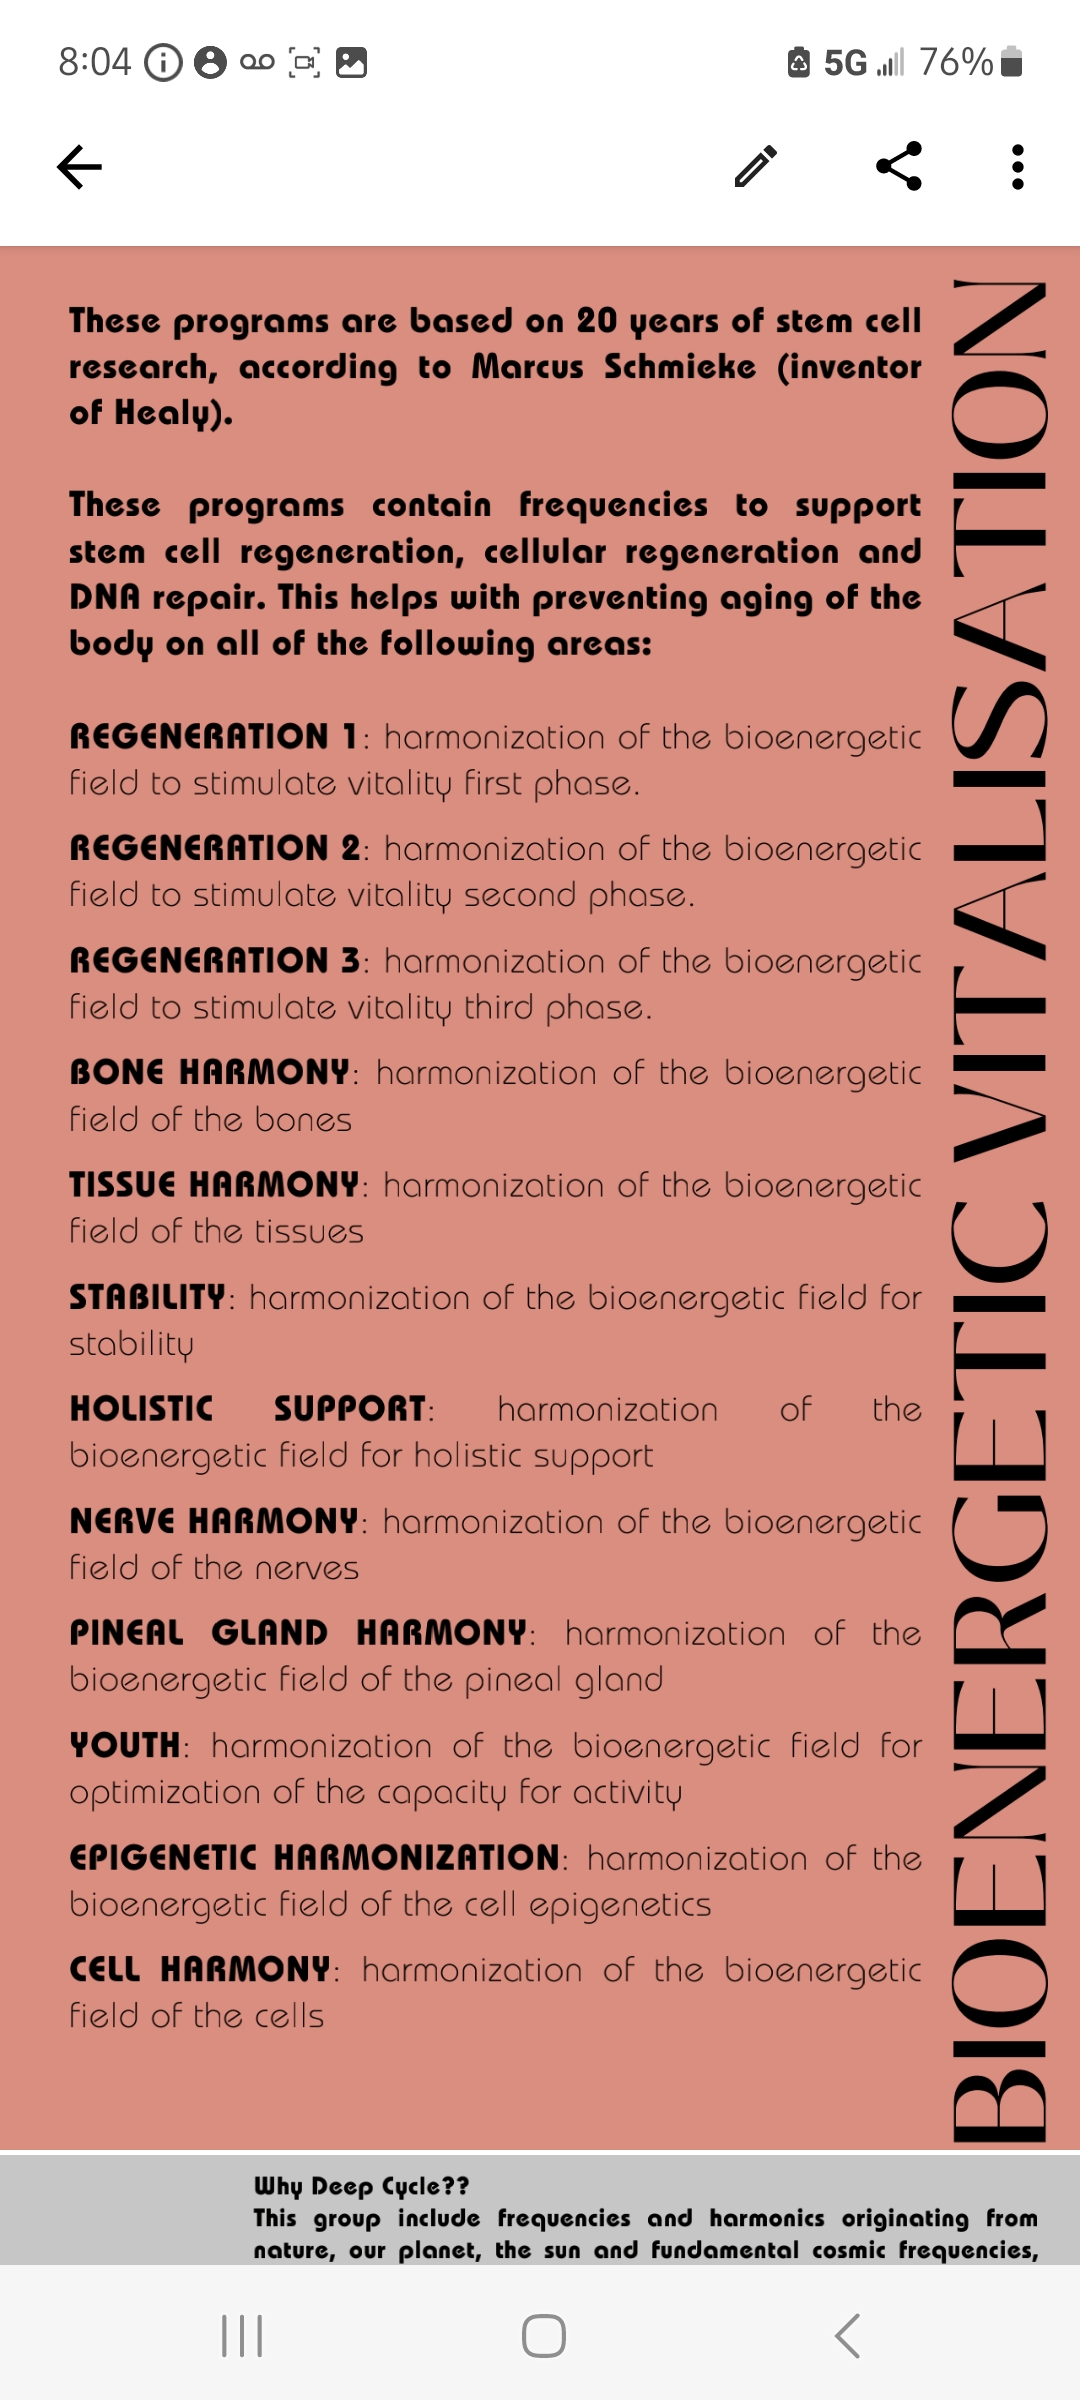 8:04
5G 76%
These programs are based on 20 years of stem cell
research, according to Marcus Schmieke (inventor
of Healy).
These programs contain frequencies to support
stem cell regeneration, cellular regeneration and
DNA repair. This helps with preventing aging of the
body on all of the following areas:
REGENERATION 1: harmonization of the bioenergetic
field to stimulate vitality first phase.
REGENERATION 2: harmonization of the bioenergetic
field to stimulate vitality second phase.
REGENERATION 3: harmonization of the bioenergetic
field to stimulate vitality third phase.
BONE HARMONY: harmonization of the bioenergetic
field of the bones
TISSUE HARMONY: harmonization of the bioenergetic
field of the tissues
STABILITY: harmonization of the bioenergetic field for
stability
HOLISTIC SUPPORT: harmonization of the
bioenergetic field for holistic support
NERVE HARMONY: harmonization of the bioenergetic
field of the nerves
PINEAL GLAND HARMONY: harmonization of the
bioenergetic field of the pineal gland
YOUTH: harmonization of the bioenergetic field for
optimization of the capacity for activity
EPIGENETIC HARMONIZATION: harmonization of the
bioenergetic field of the cell epigenetics
CELL HARMONY: harmonization of the bioenergetic
field of the cells
BIOENERGETIC VITALISATION
Why Deep Cycle??
This group include frequencies and harmonics originating from
nature, our planet, the sun and fundamental cosmic frequencies,